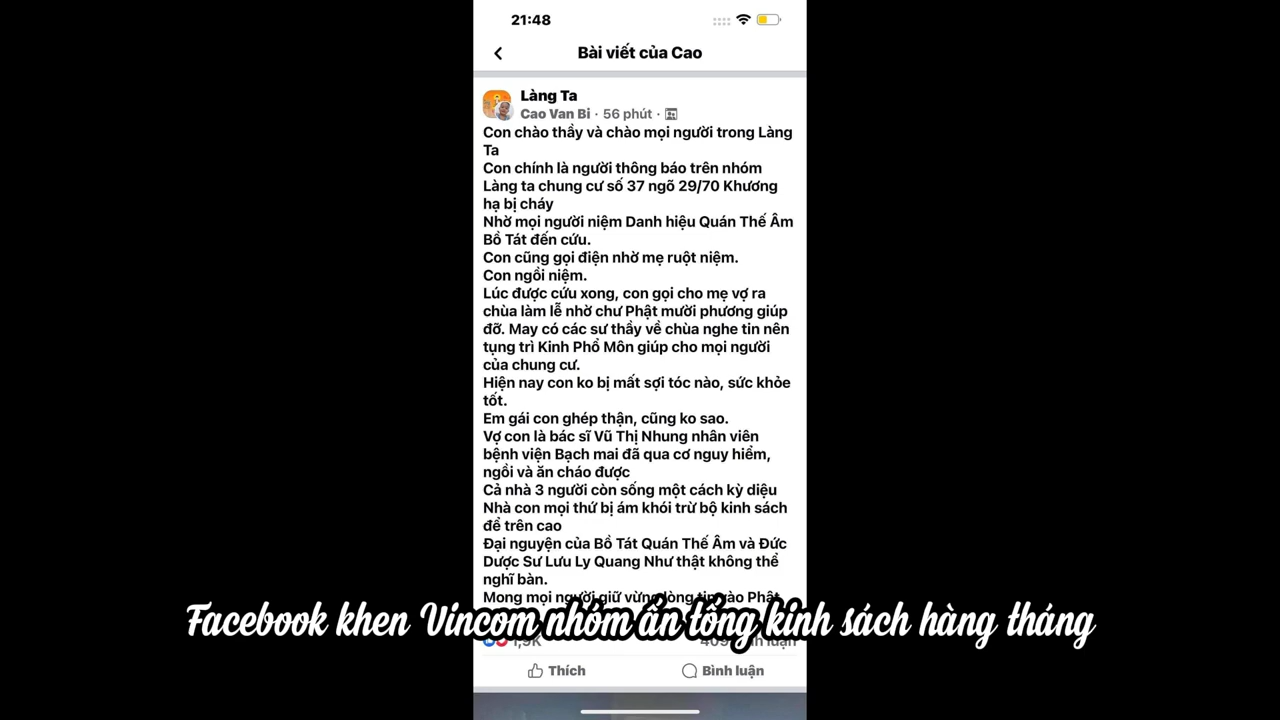 21:48
Bài viết của Cao
Làng Ta
Cao Van Bi · 56 phút ·
Con chào thầy và chào mọi người trong Làng
Ta
Con chính là người thông báo trên nhóm
Làng ta chung cư số 37 ngõ 29/70 Khương
hạ bị cháy
Nhờ mọi người niệm Danh hiệu Quán Thế Âm
Bồ Tát đến cứu.
Con cũng gọi điện nhờ mẹ ruột niệm.
Con ngồi niệm.
Lúc được cứu xong, con gọi cho mẹ vợ ra
chùa làm lễ nhờ chư Phật mười phương giúp
đỡ. May có các sư thầy về chùa nghe tin nên
tụng trì Kinh Phổ Môn giúp cho mọi người
của chung cư.
Hiện nay con ko bị mất sợi tóc nào, sức khỏe
tốt.
Em gái con ghép thận, cũng ko sao.
Vợ con là bác sĩ Vũ Thị Nhung nhân viên
bệnh viện Bạch mai đã qua cơ nguy hiểm,
ngồi và ăn cháo được
Cả nhà 3 người còn sống một cách kỳ diệu
Nhà con mọi thứ bị ám khói trừ bộ kinh sách
để trên cao
Đại nguyện của Bồ Tát Quán Thế Âm và Đức
Dược Sư Lưu Ly Quang Như thật không thể
nghĩ bàn.
Mong mọi người giữ vững lòng tin vào Phật
Facebook khen Vincom nhóm ẩn tổng kinh sách hàng tháng
1,9K
Thích
Bình luận